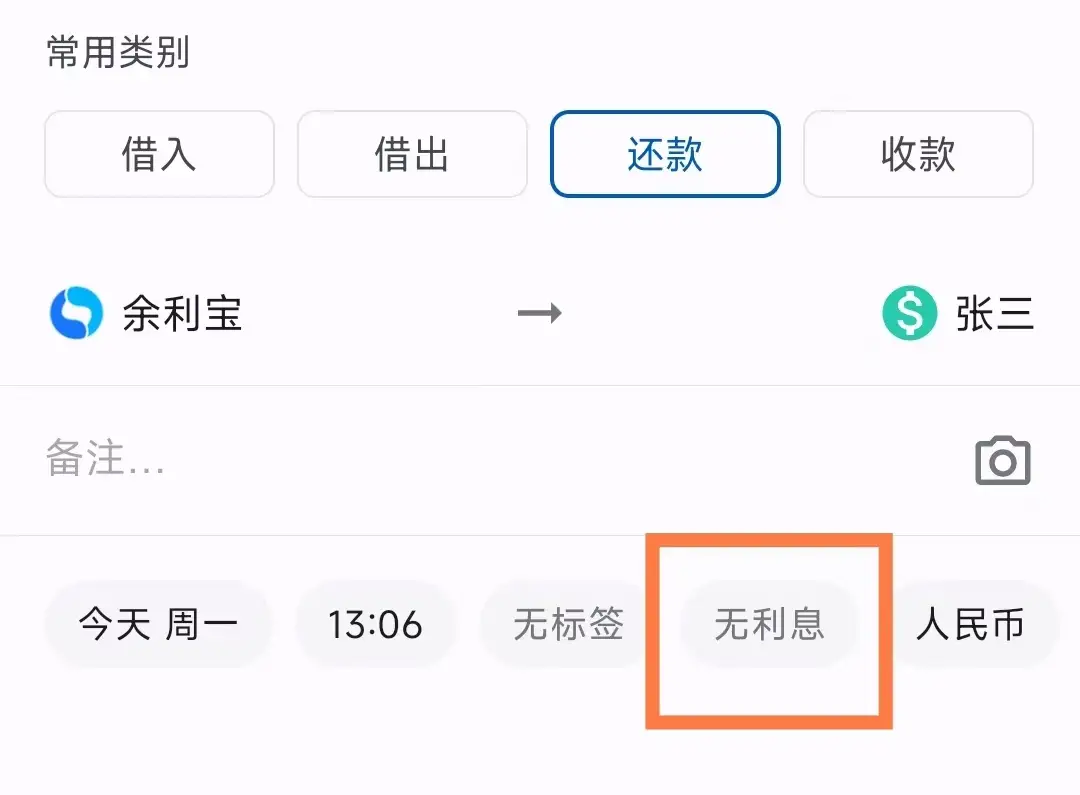 常用类别
借入 借出 还款 收款
余利宝 → 张三
备注...
今天 周一 13:06 无标签 无利息 人民币